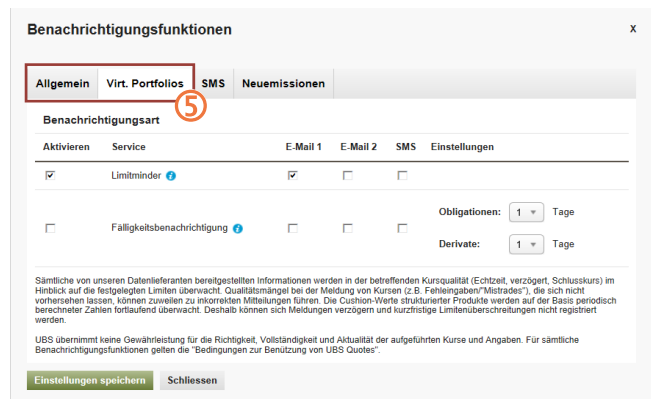 Benachrichtigungsfunktionen x
Allgemein Virt. Portfolios SMS Neuemissionen
5
Benachrichtigungsart
Aktivieren Service E-Mail 1 E-Mail 2 SMS Einstellungen
Limitminder i
Obligationen: 1 Tage
Fälligkeitsbenachrichtigung i
Derivate: 1 Tage
Sämtliche von unseren Datenlieferanten bereitgestellten Informationen werden in der betreffenden Kursqualität (Echtzeit, verzögert, Schlusskurs) im
Hinblick auf die festgelegten Limiten überwacht. Qualitätsmängel bei der Meldung von Kursen (z.B. Fehleingaben/"Mistrades"), die sich nicht
vorhersehen lassen, können zuweilen zu inkorrekten Mitteilungen führen. Die Cushion-Werte strukturierter Produkte werden auf der Basis periodisch
berechneter Zahlen fortlaufend überwacht. Deshalb können sich Meldungen verzögern und kurzfristige Limitenüberschreitungen nicht registriert
werden.
UBS übernimmt keine Gewährleistung für die Richtigkeit, Vollständigkeit und Aktualität der aufgeführten Kurse und Angaben. Für sämtliche
Benachrichtigungsfunktionen gelten die "Bedingungen zur Benützung von UBS Quotes".
Einstellungen speichern Schliessen